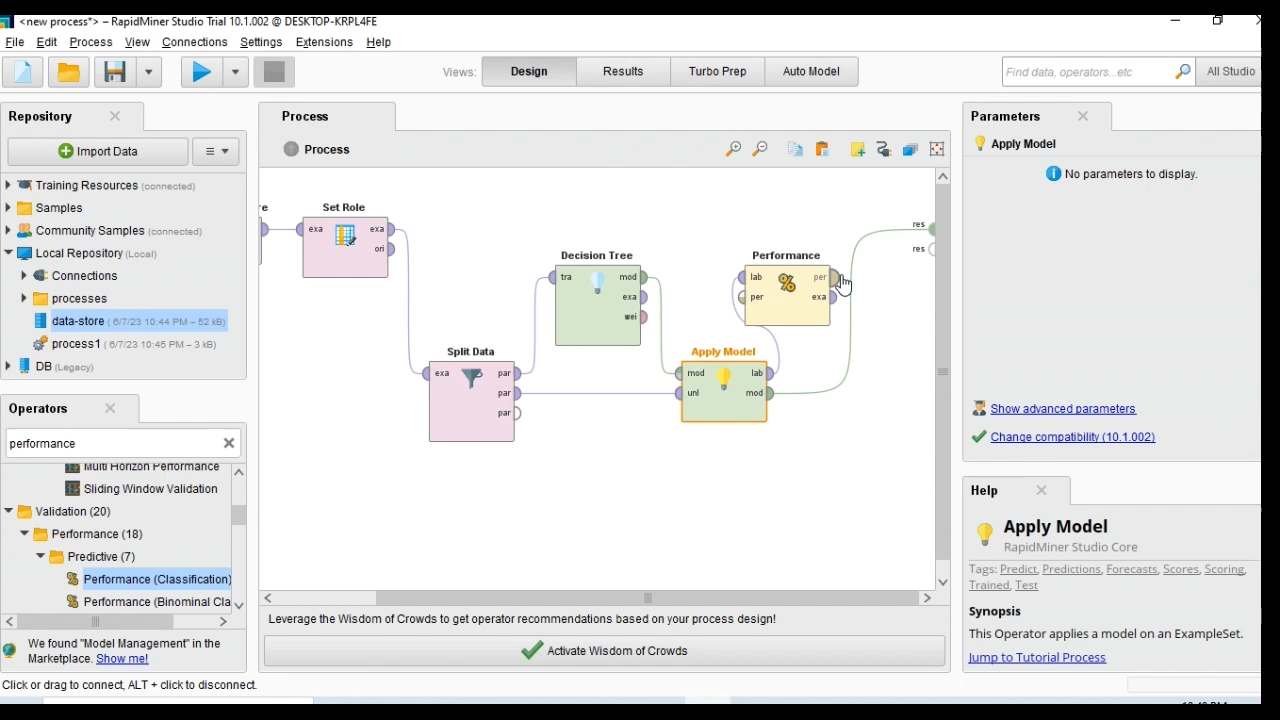 <new process*> – RapidMiner Studio Trial 10.1.002 @ DESKTOP-KRPL4FE
File Edit Process View Connections Settings Extensions Help
Views: Design Results Turbo Prep Auto Model
Find data, operators...etc
All Studio
Repository
Import Data
Training Resources (connected)
Samples
Community Samples (connected)
Local Repository (Local)
Connections
processes
data-store ( 6/7/23 10:44 PM – 52 kB)
process1 ( 6/7/23 10:45 PM – 3 kB)
DB (Legacy)
Operators
performance
Multi Horizon Performance
Sliding Window Validation
Validation (20)
Performance (18)
Predictive (7)
Performance (Classification)
Performance (Binominal Cla
We found "Model Management" in the
Marketplace. Show me!
Process
Process
re
Set Role
exa exa
ori
Split Data
exa par
par
par
Decision Tree
tra mod
exa
wei
Apply Model
mod lab
unl mod
Performance
lab per
per exa
res
res
Leverage the Wisdom of Crowds to get operator recommendations based on your process design!
Activate Wisdom of Crowds
Parameters
Apply Model
No parameters to display.
Show advanced parameters
Change compatibility (10.1.002)
Help
Apply Model
RapidMiner Studio Core
Tags: Predict, Predictions, Forecasts, Scores, Scoring,
Trained, Test
Synopsis
This Operator applies a model on an ExampleSet.
Jump to Tutorial Process
Click or drag to connect, ALT + click to disconnect.